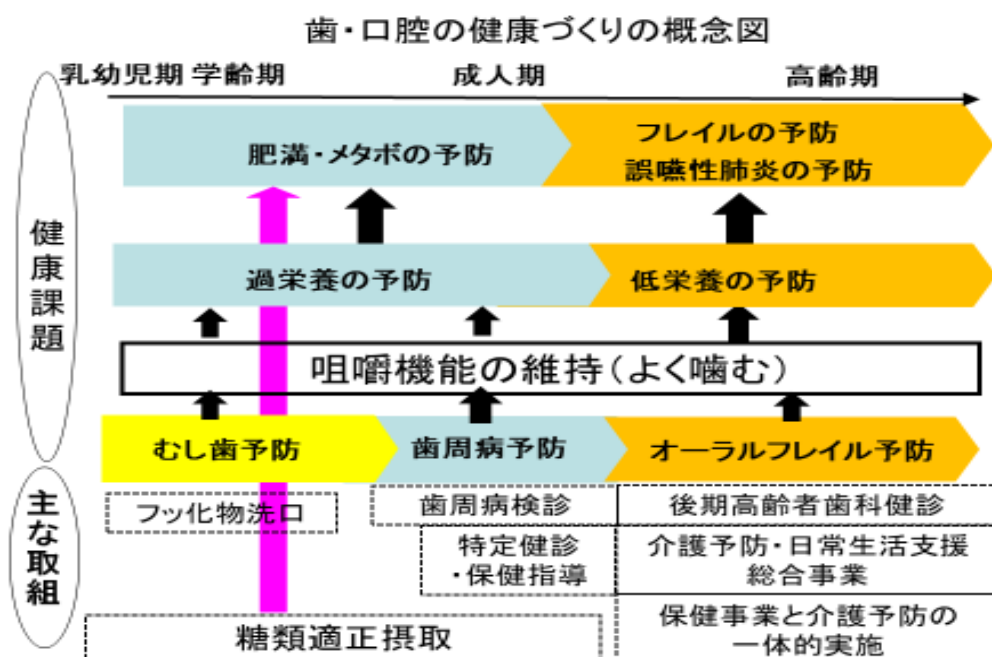 歯・口腔の健康づくりの概念図
乳幼児期 学齢期 成人期 高齢期
肥満・メタボの予防
フレイルの予防
誤嚥性肺炎の予防
健康課題
過栄養の予防
低栄養の予防
咀嚼機能の維持（よく噛む）
むし歯予防
歯周病予防
オーラルフレイル予防
主な取組
フッ化物洗口
歯周病検診
後期高齢者歯科健診
特定健診
・保健指導
介護予防・日常生活支援
総合事業
糖類適正摂取
保健事業と介護予防の
一体的実施